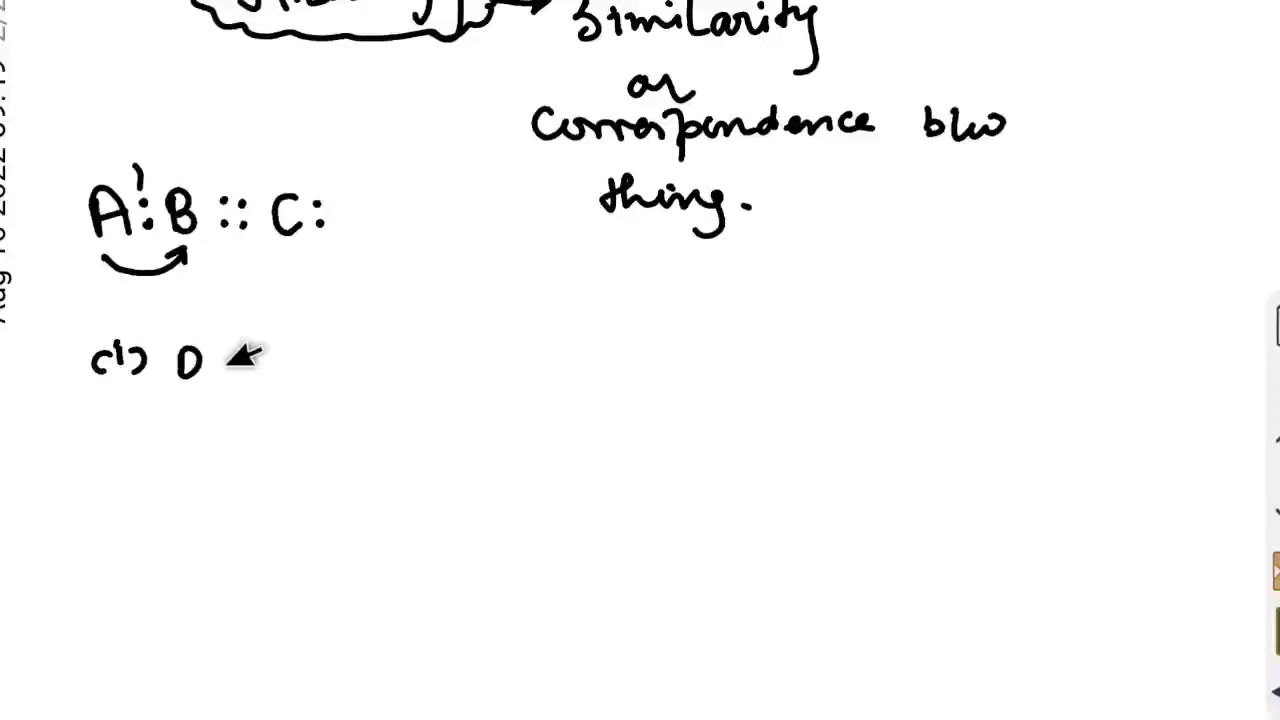 Similarity
or
Correspondence b/w
thing.
A : B :: C :
(1) D